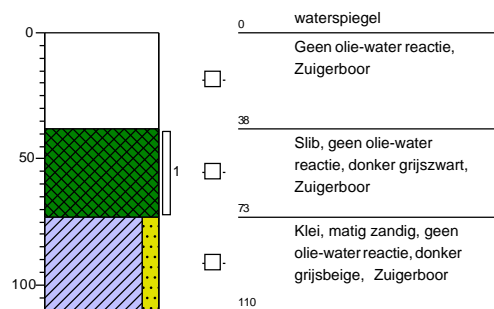 0
waterspiegel
0
Geen olie-water reactie,
Zuigerboor
38
Slib, geen olie-water
reactie, donker grijszwart,
Zuigerboor
50
1
73
Klei, matig zandig, geen
olie-water reactie, donker
grijsbeige, Zuigerboor
100
110